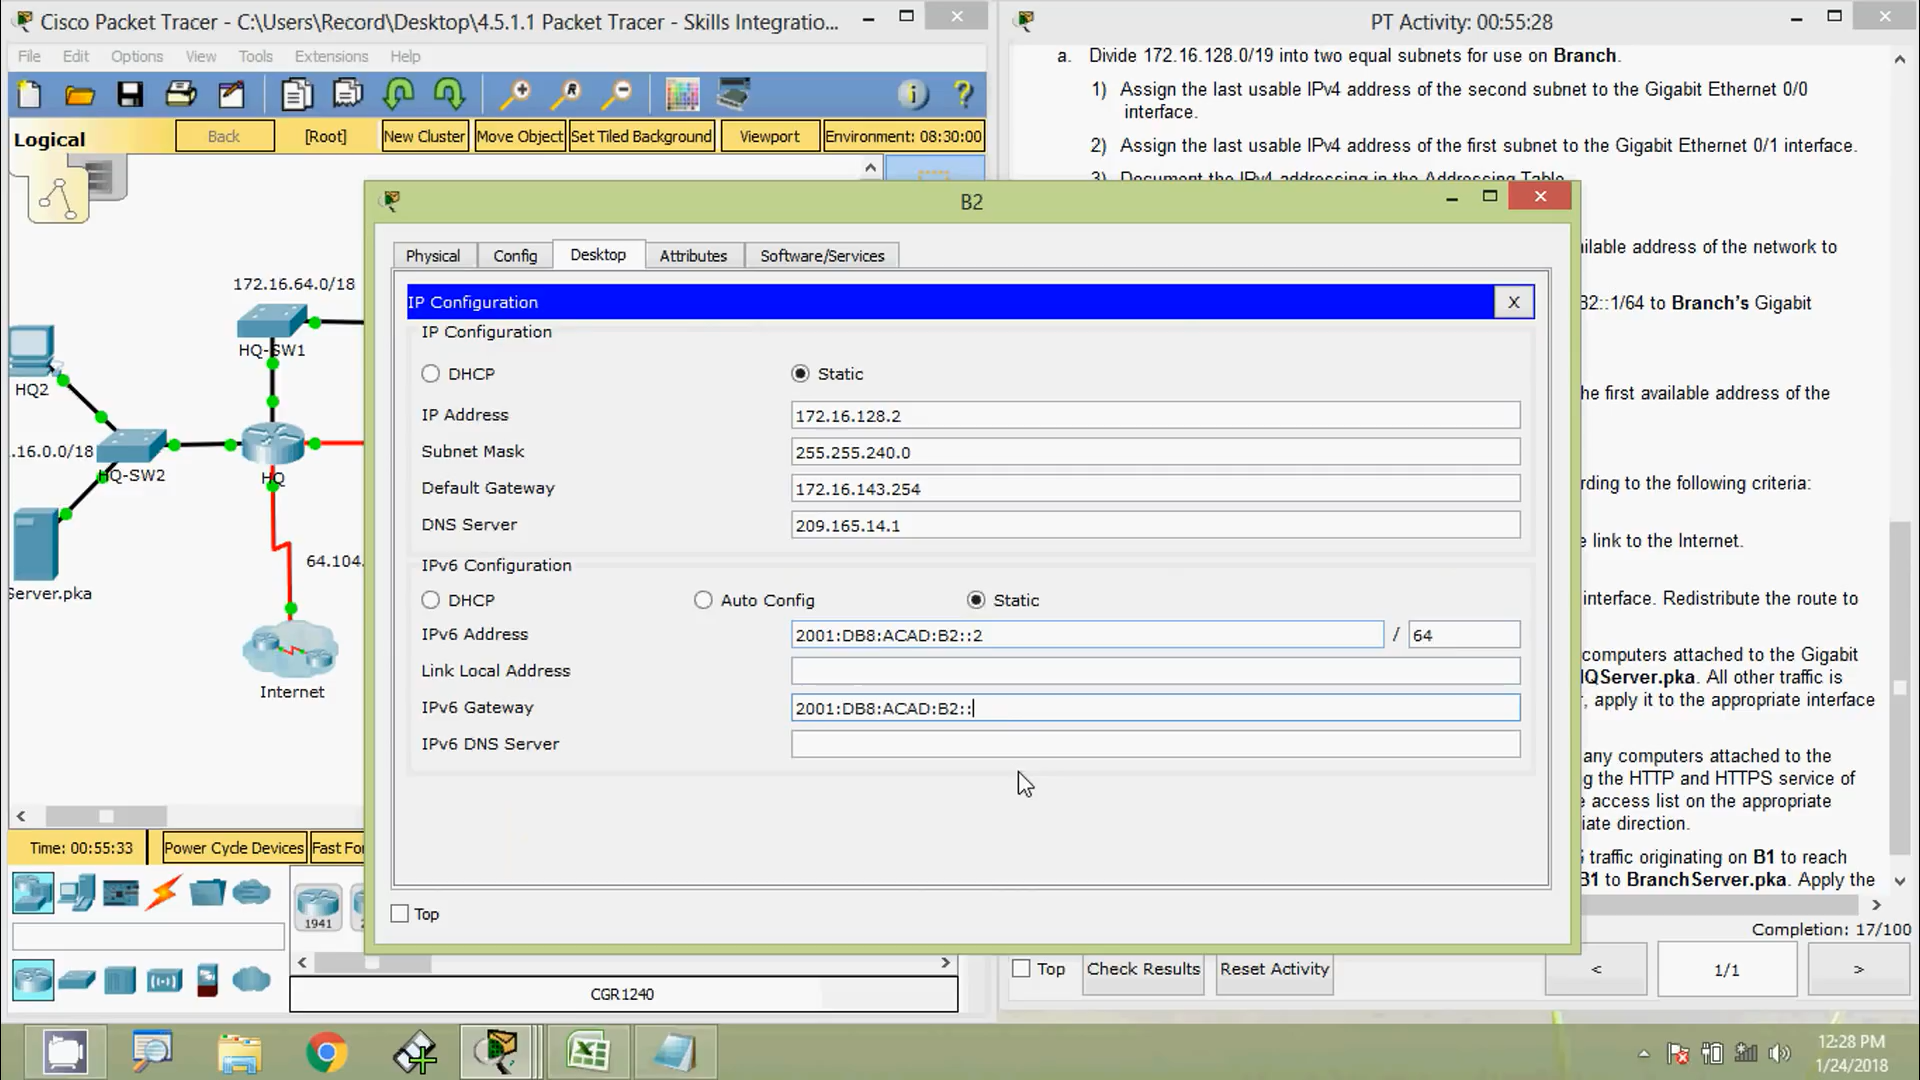 Cisco Packet Tracer - C:\Users\Record\Desktop\4.5.1.1 Packet Tracer - Skills Integratio...
File Edit Options View Tools Extensions Help
Logical
Back
[Root]
New Cluster
Move Object
Set Tiled Background
Viewport
Environment: 08:30:00
172.16.64.0/18
HQ-SW1
HQ2
.16.0.0/18
HQ-SW2
HQ
64.104.
Server.pka
Internet
Time: 00:55:33
Power Cycle Devices
Fast Fo
1941
CGR1240
PT Activity: 00:55:28
a. Divide 172.16.128.0/19 into two equal subnets for use on Branch.
1) Assign the last usable IPv4 address of the second subnet to the Gigabit Ethernet 0/0
interface.
2) Assign the last usable IPv4 address of the first subnet to the Gigabit Ethernet 0/1 interface.
3) Document the IPv4 addressing in the Addressing Table.
ilable address of the network to
B2::1/64 to Branch's Gigabit
he first available address of the
rding to the following criteria:
e link to the Internet.
interface. Redistribute the route to
computers attached to the Gigabit
QServer.pka. All other traffic is
, apply it to the appropriate interface
any computers attached to the
g the HTTP and HTTPS service of
e access list on the appropriate
iate direction.
traffic originating on B1 to reach
B1 to BranchServer.pka. Apply the
Completion: 17/100
Top
Check Results
Reset Activity
<
1/1
>
B2
Physical
Config
Desktop
Attributes
Software/Services
IP Configuration
X
IP Configuration
DHCP
Static
IP Address 172.16.128.2
Subnet Mask 255.255.240.0
Default Gateway 172.16.143.254
DNS Server 209.165.14.1
IPv6 Configuration
DHCP
Auto Config
Static
IPv6 Address 2001:DB8:ACAD:B2::2 / 64
Link Local Address
IPv6 Gateway 2001:DB8:ACAD:B2::
IPv6 DNS Server
Top
12:28 PM
1/24/2018